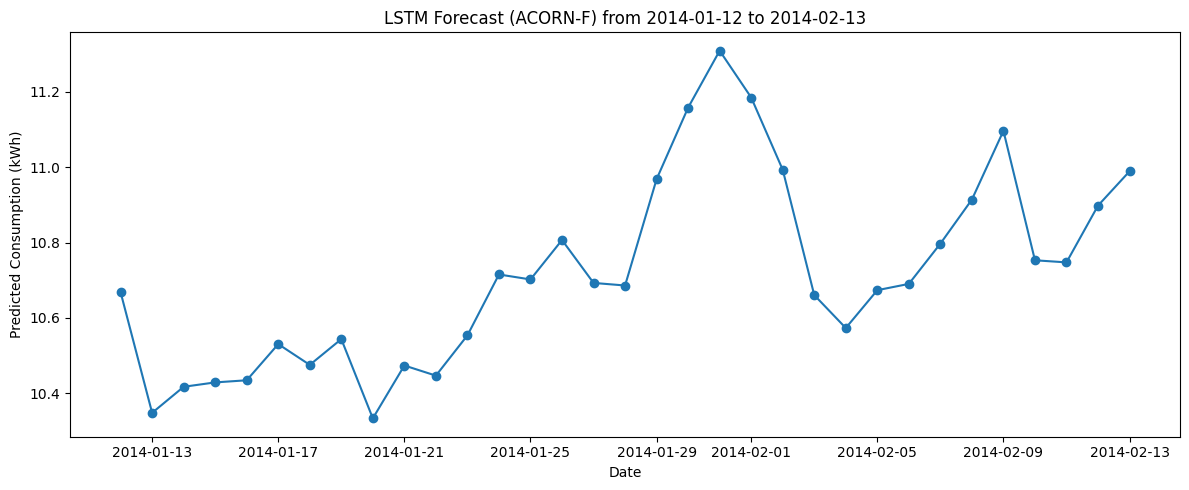 LSTM Forecast (ACORN-F) from 2014-01-12 to 2014-02-13
Predicted Consumption (kWh)
11.2
11.0
10.8
10.6
10.4
2014-01-13 2014-01-17 2014-01-21 2014-01-25 2014-01-29 2014-02-01 2014-02-05 2014-02-09 2014-02-13
Date